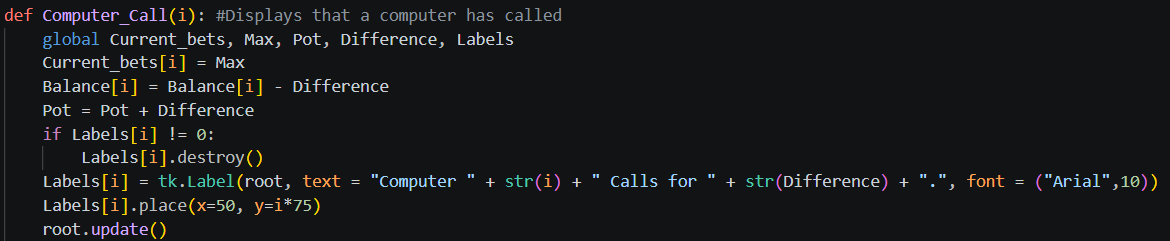 def Computer_Call(i): #Displays that a computer has called
    global Current_bets, Max, Pot, Difference, Labels
    Current_bets[i] = Max
    Balance[i] = Balance[i] - Difference
    Pot = Pot + Difference
    if Labels[i] != 0:
        Labels[i].destroy()
    Labels[i] = tk.Label(root, text = "Computer " + str(i) + " Calls for " + str(Difference) + ".", font = ("Arial",10))
    Labels[i].place(x=50, y=i*75)
    root.update()